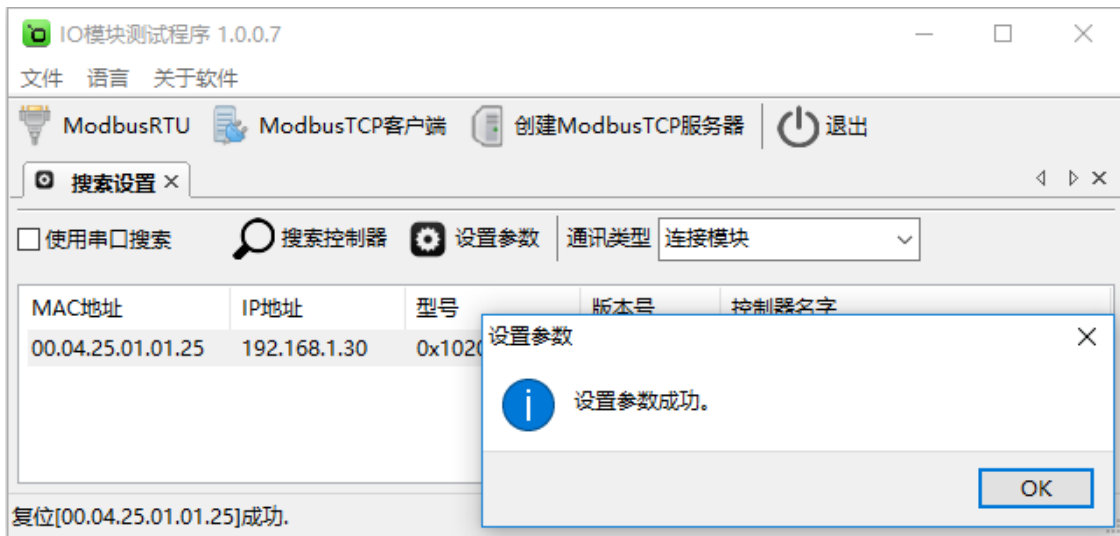 IO模块测试程序 1.0.0.7
文件 语言 关于软件
ModbusRTU ModbusTCP客户端 创建ModbusTCP服务器 退出
搜索设置
使用串口搜索 搜索控制器 设置参数 通讯类型 连接模块
MAC地址 IP地址 型号 版本号 控制器名字
00.04.25.01.01.25 192.168.1.30 0x1020
设置参数
设置参数成功。
OK
复位[00.04.25.01.01.25]成功.